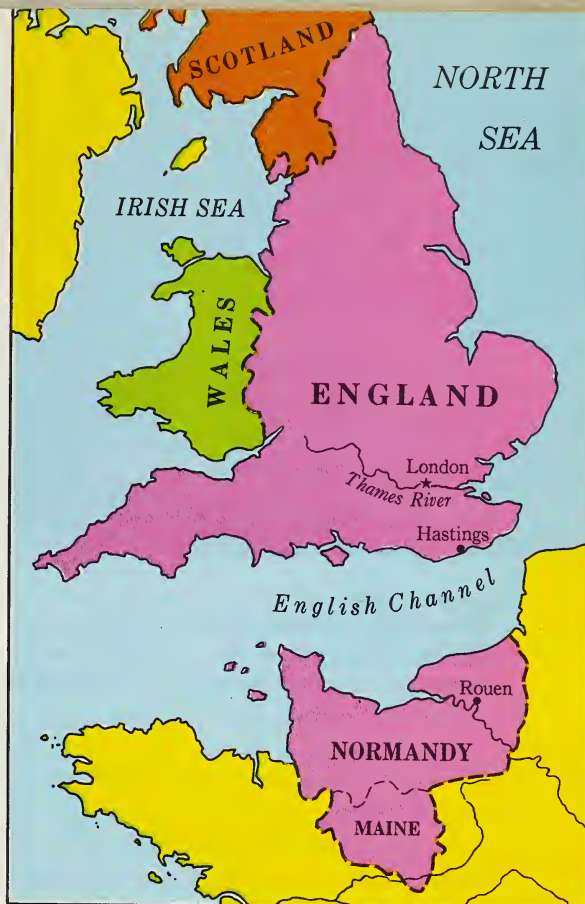 SCOTLAND
NORTH
SEA
IRISH SEA
WALES
ENGLAND
London
Thames River
Hastings
English Channel
Rouen
NORMANDY
MAINE